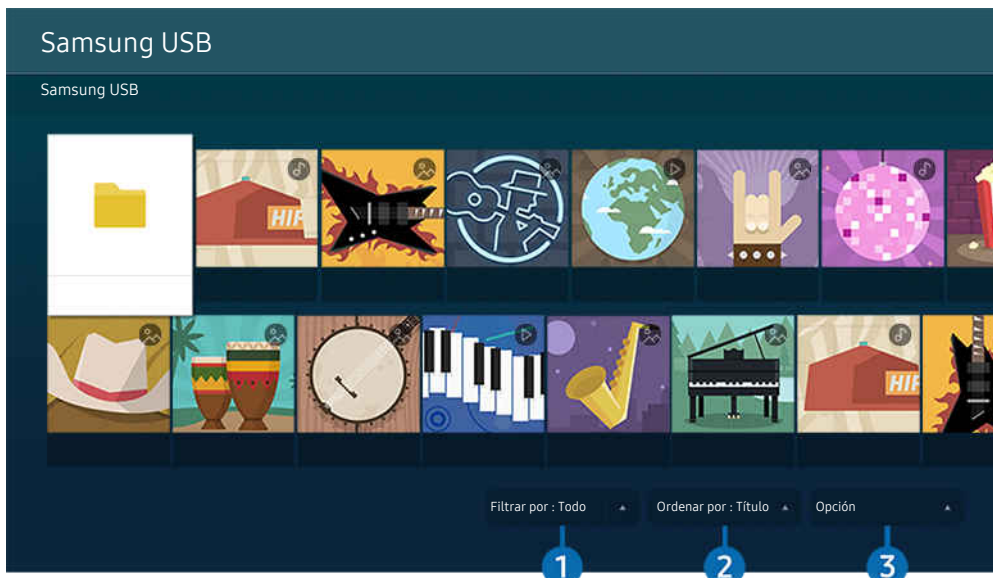 Samsung USB
Samsung USB
HIF
HIF
Filtrar por : Todo
Ordenar por : Título
Opción
1
2
3